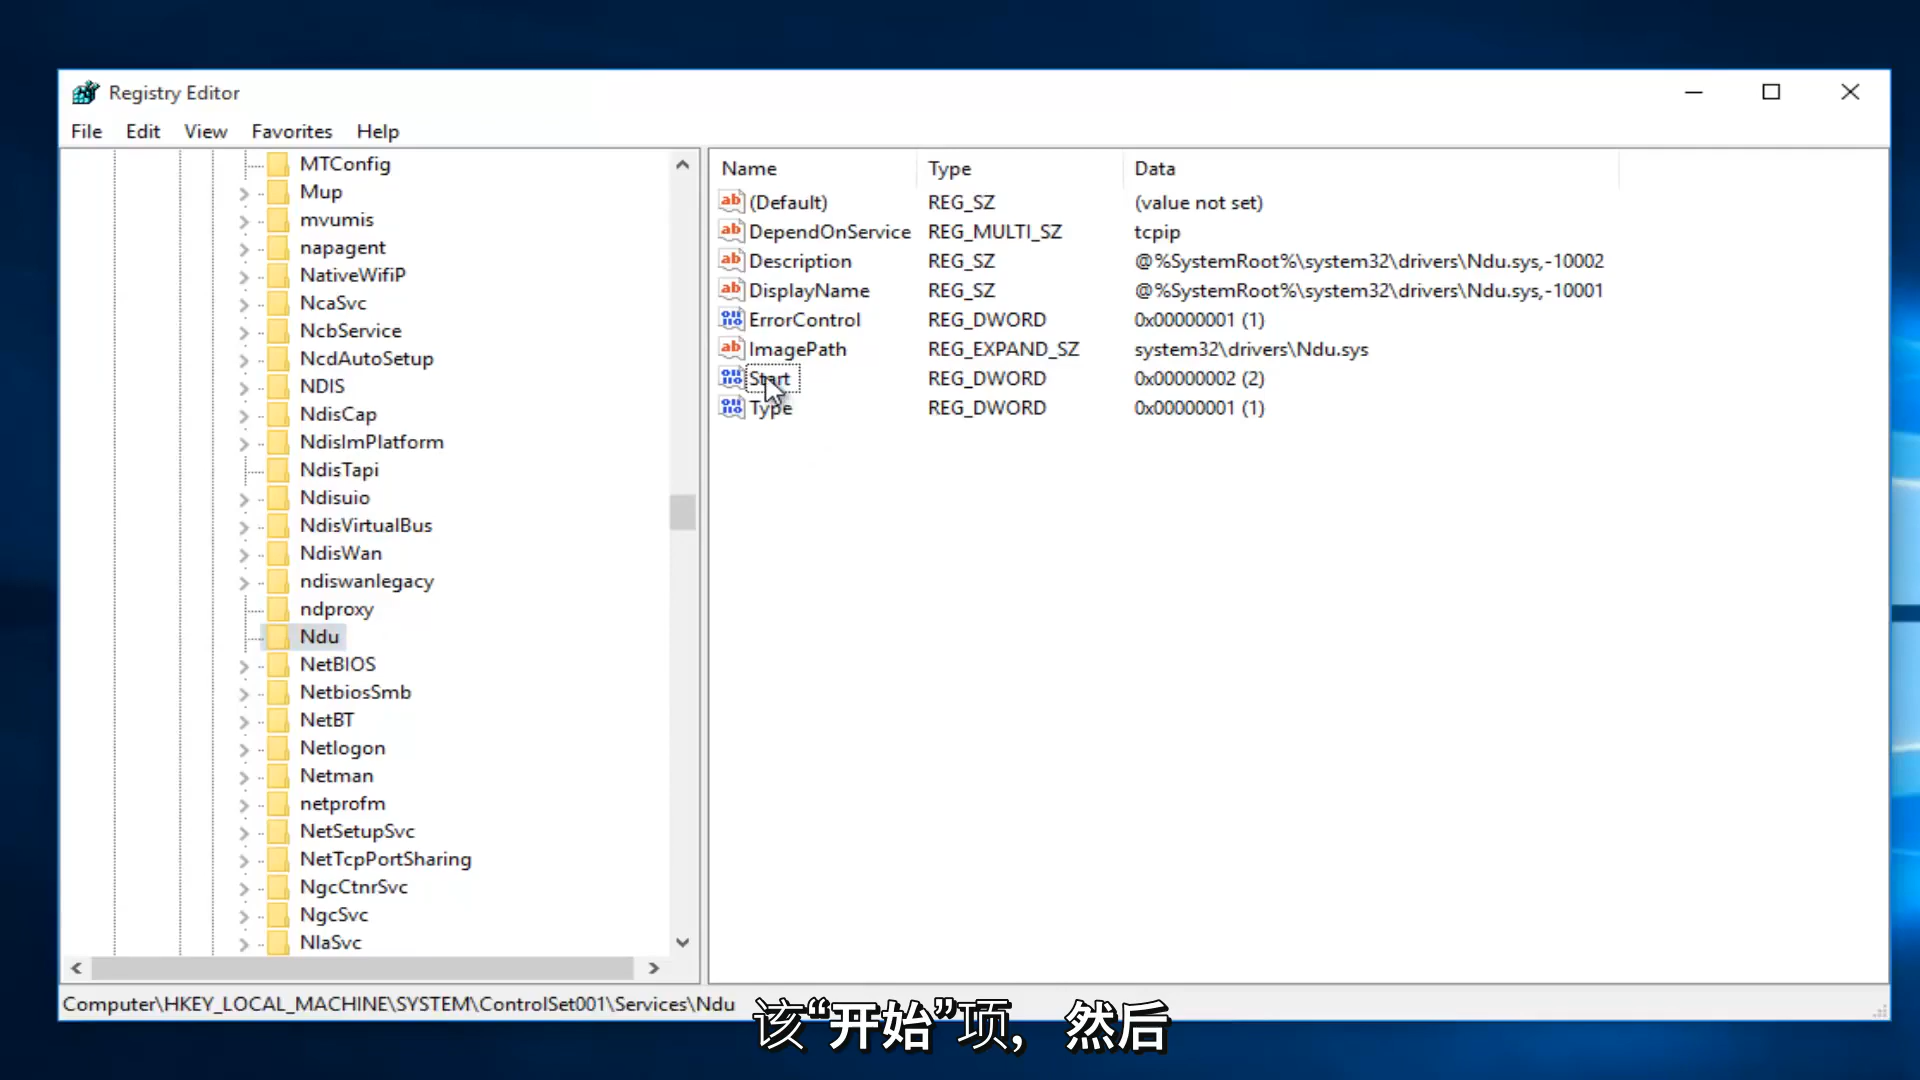 Registry Editor
File Edit View Favorites Help
MTConfig
Mup
mvumis
napagent
NativeWifiP
NcaSvc
NcbService
NcdAutoSetup
NDIS
NdisCap
NdisImPlatform
NdisTapi
Ndisuio
NdisVirtualBus
NdisWan
ndiswanlegacy
ndproxy
Ndu
NetBIOS
NetbiosSmb
NetBT
Netlogon
Netman
netprofm
NetSetupSvc
NetTcpPortSharing
NgcCtnrSvc
NgcSvc
NlaSvc
Name Type Data
(Default) REG_SZ (value not set)
DependOnService REG_MULTI_SZ tcpip
Description REG_SZ @%SystemRoot%\system32\drivers\Ndu.sys,-10002
DisplayName REG_SZ @%SystemRoot%\system32\drivers\Ndu.sys,-10001
ErrorControl REG_DWORD 0x00000001 (1)
ImagePath REG_EXPAND_SZ system32\drivers\Ndu.sys
Start REG_DWORD 0x00000002 (2)
Type REG_DWORD 0x00000001 (1)
Computer\HKEY_LOCAL_MACHINE\SYSTEM\ControlSet001\Services\Ndu
该“开始”项，然后